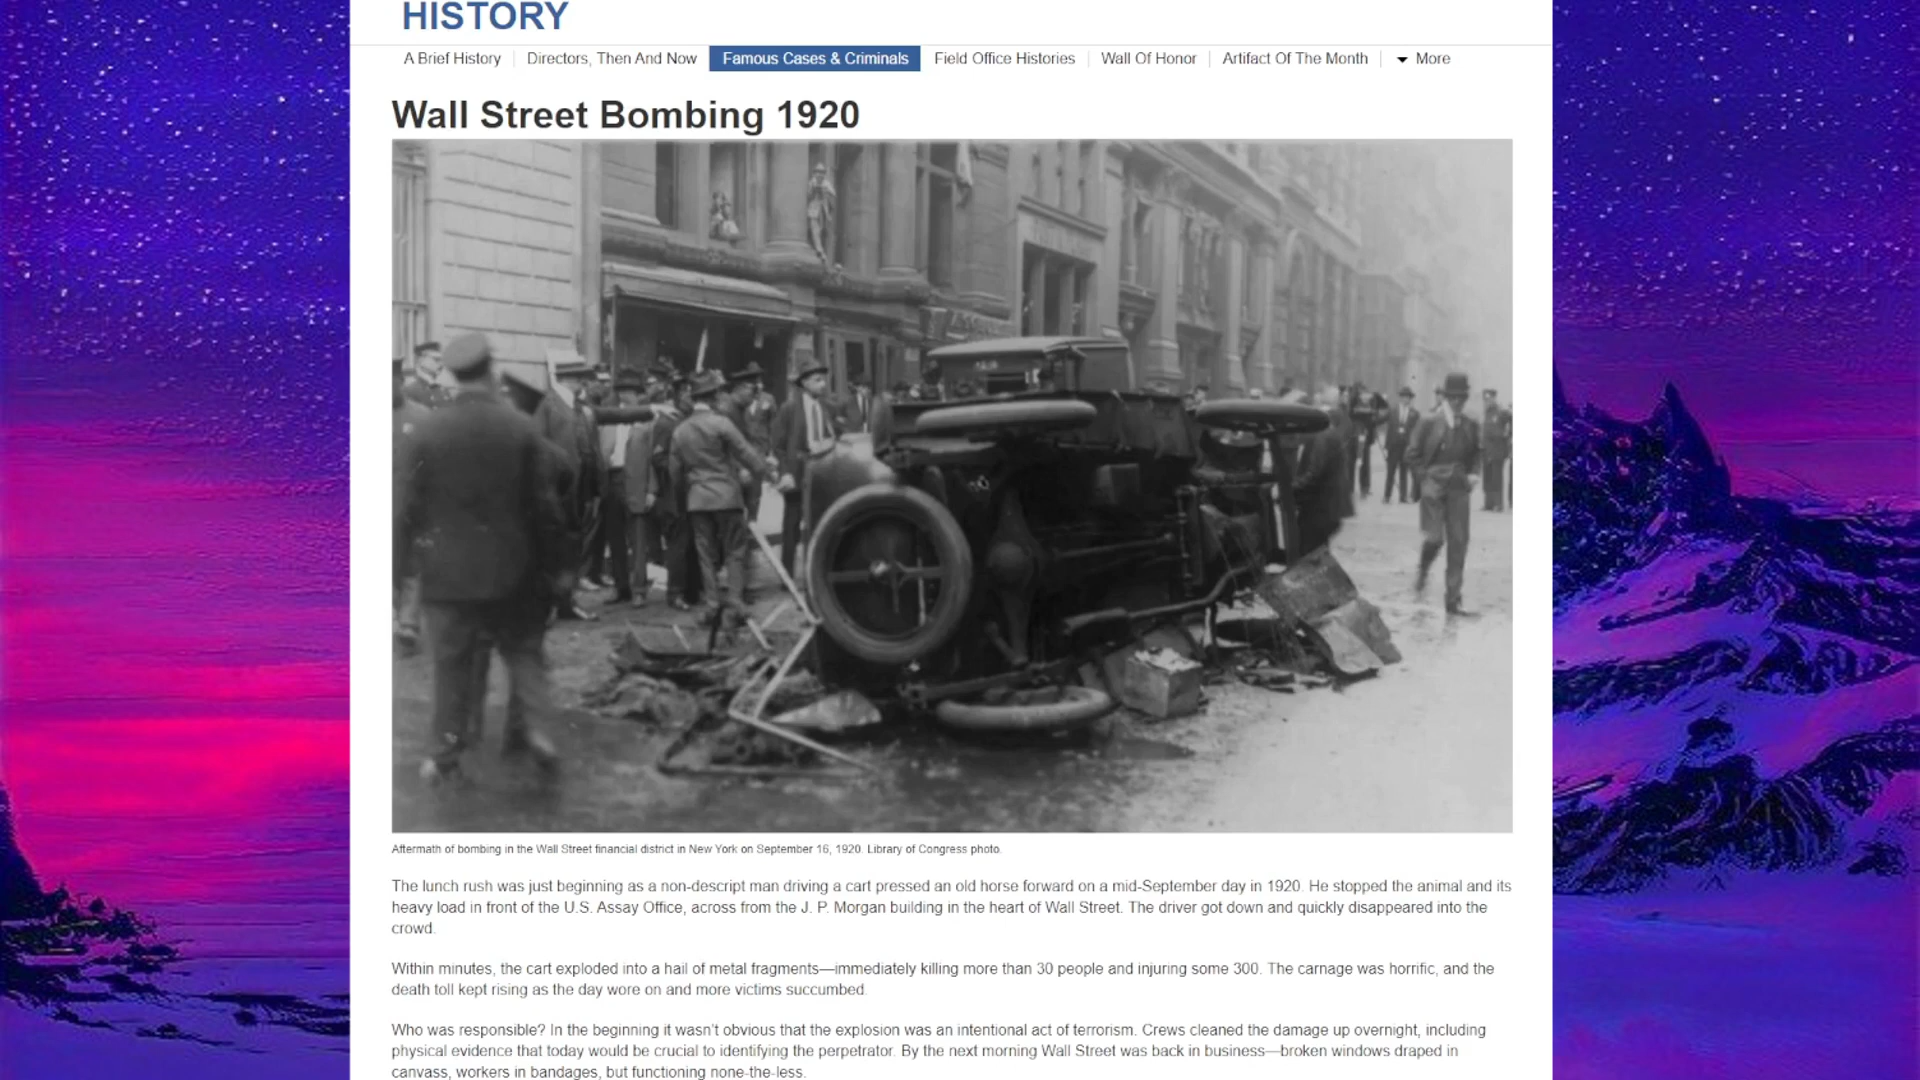 HISTORY
A Brief History
Directors, Then And Now
Famous Cases & Criminals
Field Office Histories
Wall Of Honor
Artifact Of The Month
More
Wall Street Bombing 1920
Aftermath of bombing in the Wall Street financial district in New York on September 16, 1920. Library of Congress photo.
The lunch rush was just beginning as a non-descript man driving a cart pressed an old horse forward on a mid-September day in 1920. He stopped the animal and its
heavy load in front of the U.S. Assay Office, across from the J. P. Morgan building in the heart of Wall Street. The driver got down and quickly disappeared into the
crowd.
Within minutes, the cart exploded into a hail of metal fragments—immediately killing more than 30 people and injuring some 300. The carnage was horrific, and the
death toll kept rising as the day wore on and more victims succumbed.
Who was responsible? In the beginning it wasn't obvious that the explosion was an intentional act of terrorism. Crews cleaned the damage up overnight, including
physical evidence that today would be crucial to identifying the perpetrator. By the next morning Wall Street was back in business—broken windows draped in
canvass, workers in bandages, but functioning none-the-less.